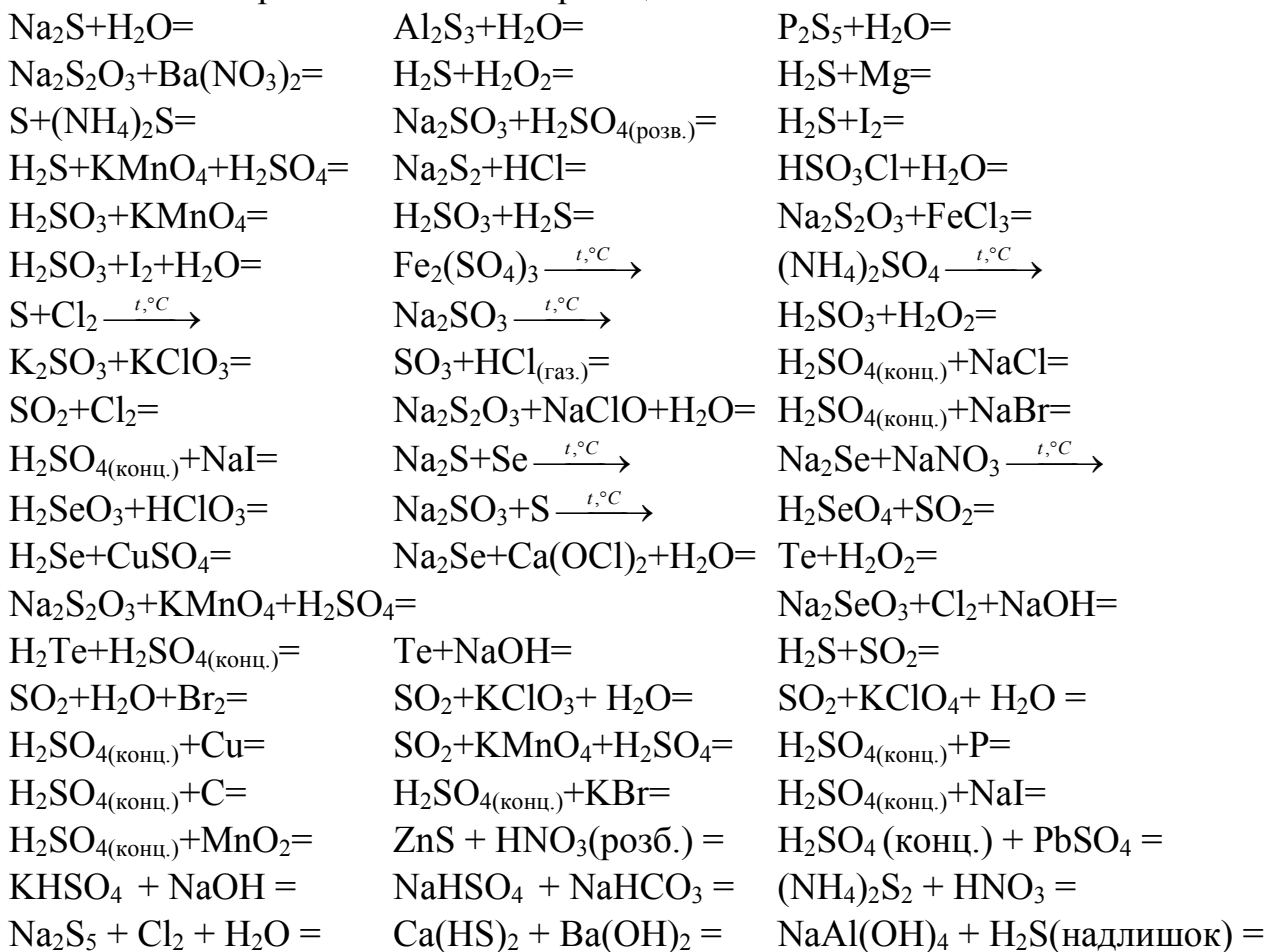 Na₂S+H₂O= Al₂S₃+H₂O= P₂S₅+H₂O=
Na₂S₂O₃+Ba(NO₃)₂= H₂S+H₂O₂= H₂S+Mg=
S+(NH₄)₂S= Na₂SO₃+H₂SO₄₍розв.₎= H₂S+I₂=
H₂S+KMnO₄+H₂SO₄= Na₂S₂+HCl= HSO₃Cl+H₂O=
H₂SO₃+KMnO₄= H₂SO₃+H₂S= Na₂S₂O₃+FeCl₃=
H₂SO₃+I₂+H₂O= Fe₂(SO₄)₃ —t,°C→ (NH₄)₂SO₄ —t,°C→
S+Cl₂ —t,°C→ Na₂SO₃ —t,°C→ H₂SO₃+H₂O₂=
K₂SO₃+KClO₃= SO₃+HCl₍газ.₎= H₂SO₄₍конц.₎+NaCl=
SO₂+Cl₂= Na₂S₂O₃+NaClO+H₂O= H₂SO₄₍конц.₎+NaBr=
H₂SO₄₍конц.₎+NaI= Na₂S+Se —t,°C→ Na₂Se+NaNO₃ —t,°C→
H₂SeO₃+HClO₃= Na₂SO₃+S —t,°C→ H₂SeO₄+SO₂=
H₂Se+CuSO₄= Na₂Se+Ca(OCl)₂+H₂O= Te+H₂O₂=
Na₂S₂O₃+KMnO₄+H₂SO₄= Na₂SeO₃+Cl₂+NaOH=
H₂Te+H₂SO₄₍конц.₎= Te+NaOH= H₂S+SO₂=
SO₂+H₂O+Br₂= SO₂+KClO₃+ H₂O= SO₂+KClO₄+ H₂O =
H₂SO₄₍конц.₎+Cu= SO₂+KMnO₄+H₂SO₄= H₂SO₄₍конц.₎+P=
H₂SO₄₍конц.₎+C= H₂SO₄₍конц.₎+KBr= H₂SO₄₍конц.₎+NaI=
H₂SO₄₍конц.₎+MnO₂= ZnS + HNO₃(розб.) = H₂SO₄ (конц.) + PbSO₄ =
KHSO₄ + NaOH = NaHSO₄ + NaHCO₃ = (NH₄)₂S₂ + HNO₃ =
Na₂S₅ + Cl₂ + H₂O = Ca(HS)₂ + Ba(OH)₂ = NaAl(OH)₄ + H₂S(надлишок) =